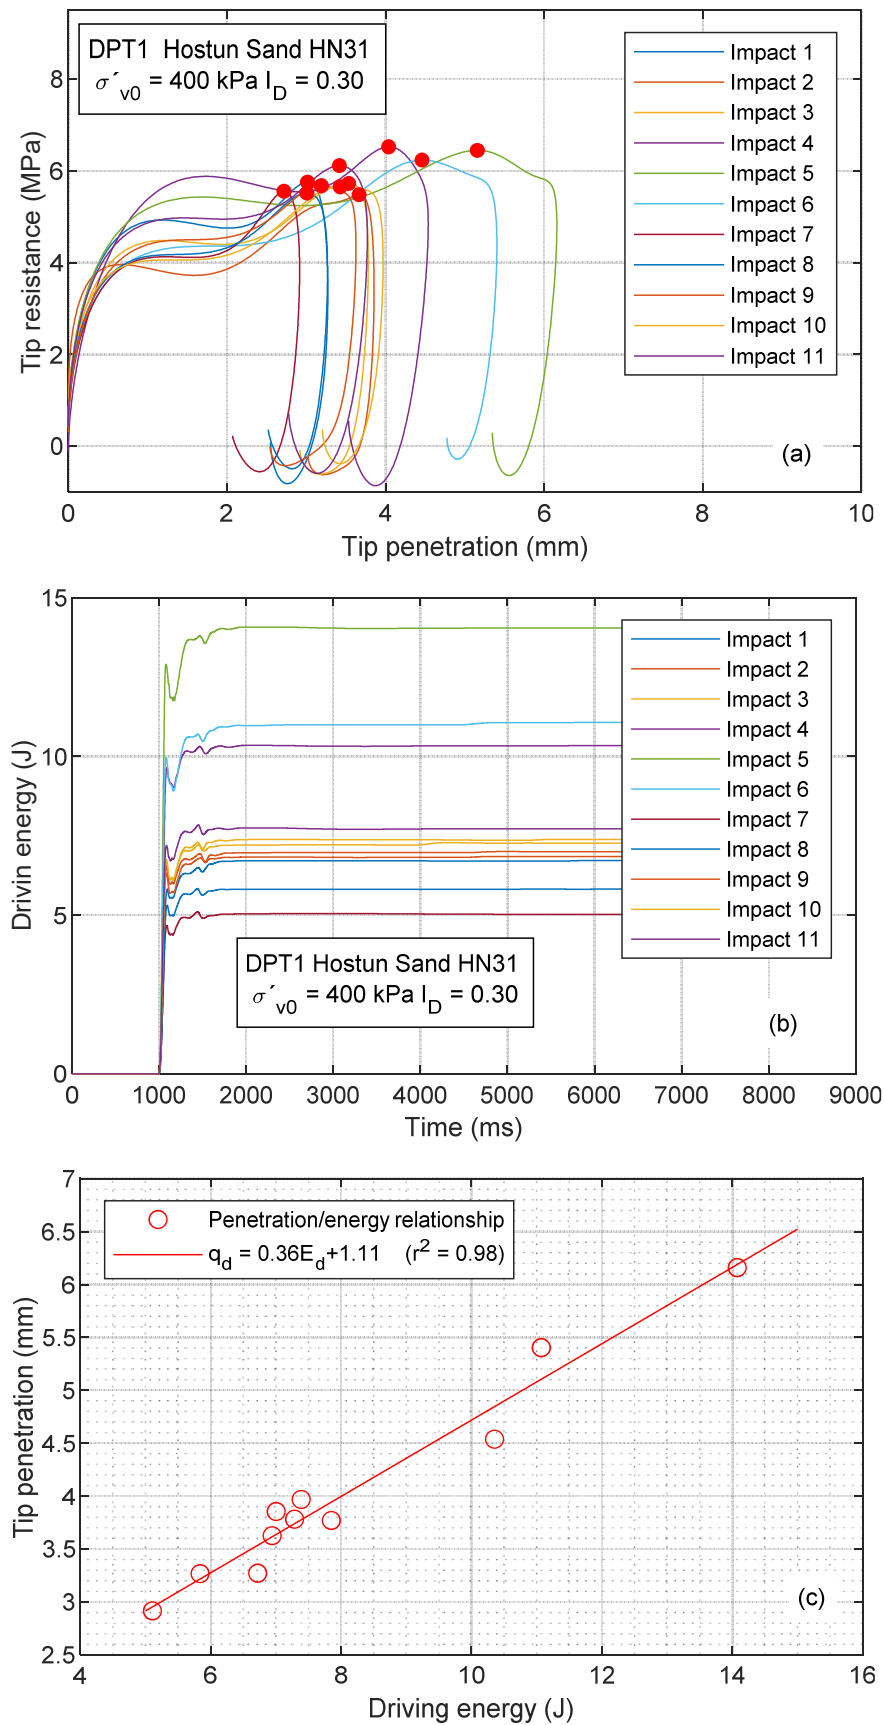 DPT1 Hostun Sand HN31
σ´v0 = 400 kPa ID = 0.30
Impact 1
Impact 2
Impact 3
Impact 4
Impact 5
Impact 6
Impact 7
Impact 8
Impact 9
Impact 10
Impact 11
8
6
4
2
0
Tip resistance (MPa)
(a)
0 2 4 6 8 10
Tip penetration (mm)
15
10
5
0
Drivin energy (J)
Impact 1
Impact 2
Impact 3
Impact 4
Impact 5
Impact 6
Impact 7
Impact 8
Impact 9
Impact 10
Impact 11
DPT1 Hostun Sand HN31
σ´v0 = 400 kPa ID = 0.30
(b)
0 1000 2000 3000 4000 5000 6000 7000 8000 9000
Time (ms)
7
6.5
6
5.5
5
4.5
4
3.5
3
2.5
Tip penetration (mm)
Penetration/energy relationship
qd = 0.36Ed+1.11 (r2 = 0.98)
(c)
4 6 8 10 12 14 16
Driving energy (J)